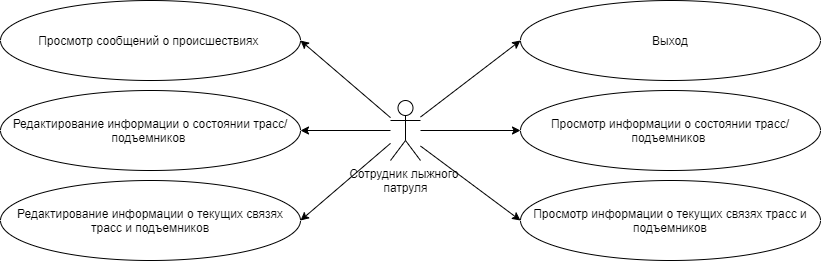 Просмотр сообщений о происшествиях
Выход
Редактирование информации о состоянии трасс/
подъемников
Просмотр информации о состоянии трасс/
подъемников
Сотрудник лыжного
патруля
Редактирование информации о текущих связях
трасс и подъемников
Просмотр информации о текущих связях трасс и
подъемников